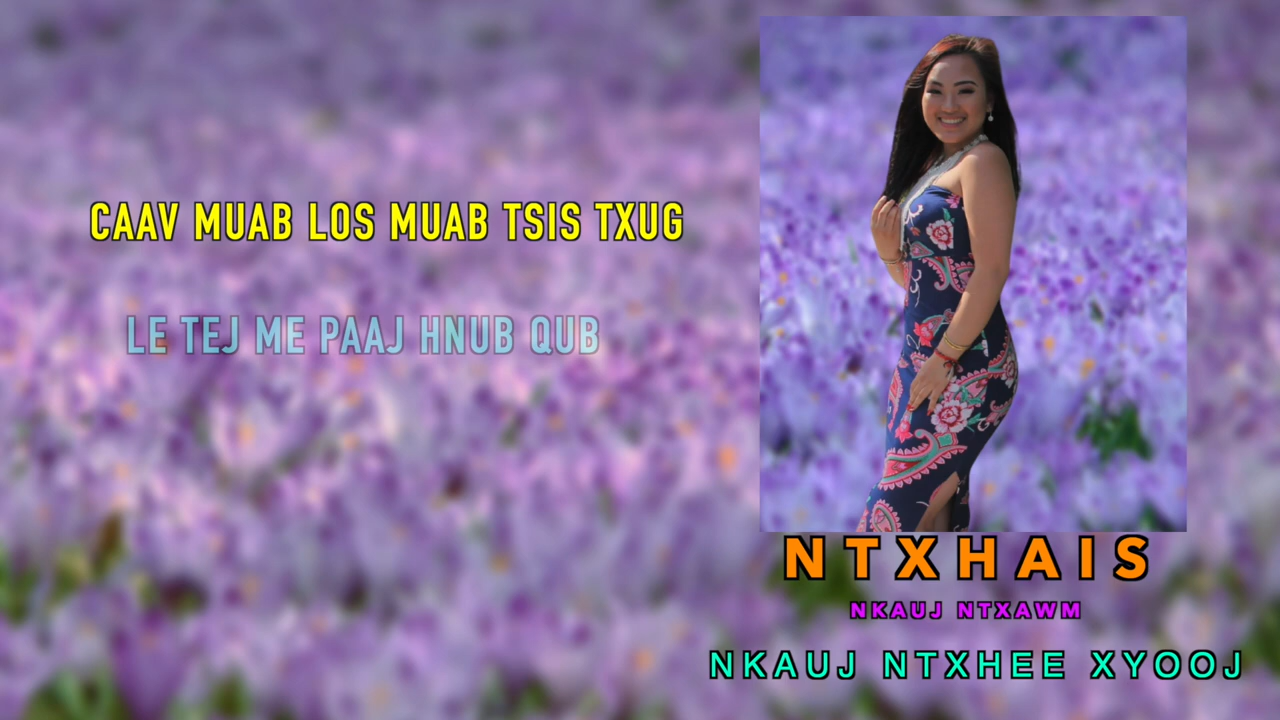 CAAV MUAB LOS MUAB TSIS TXUG
LE TEJ ME PAAJ HNUB QUB
NTXHAIS
NKAUJ NTXAWM
NKAUJ NTXHEE XYOOJ